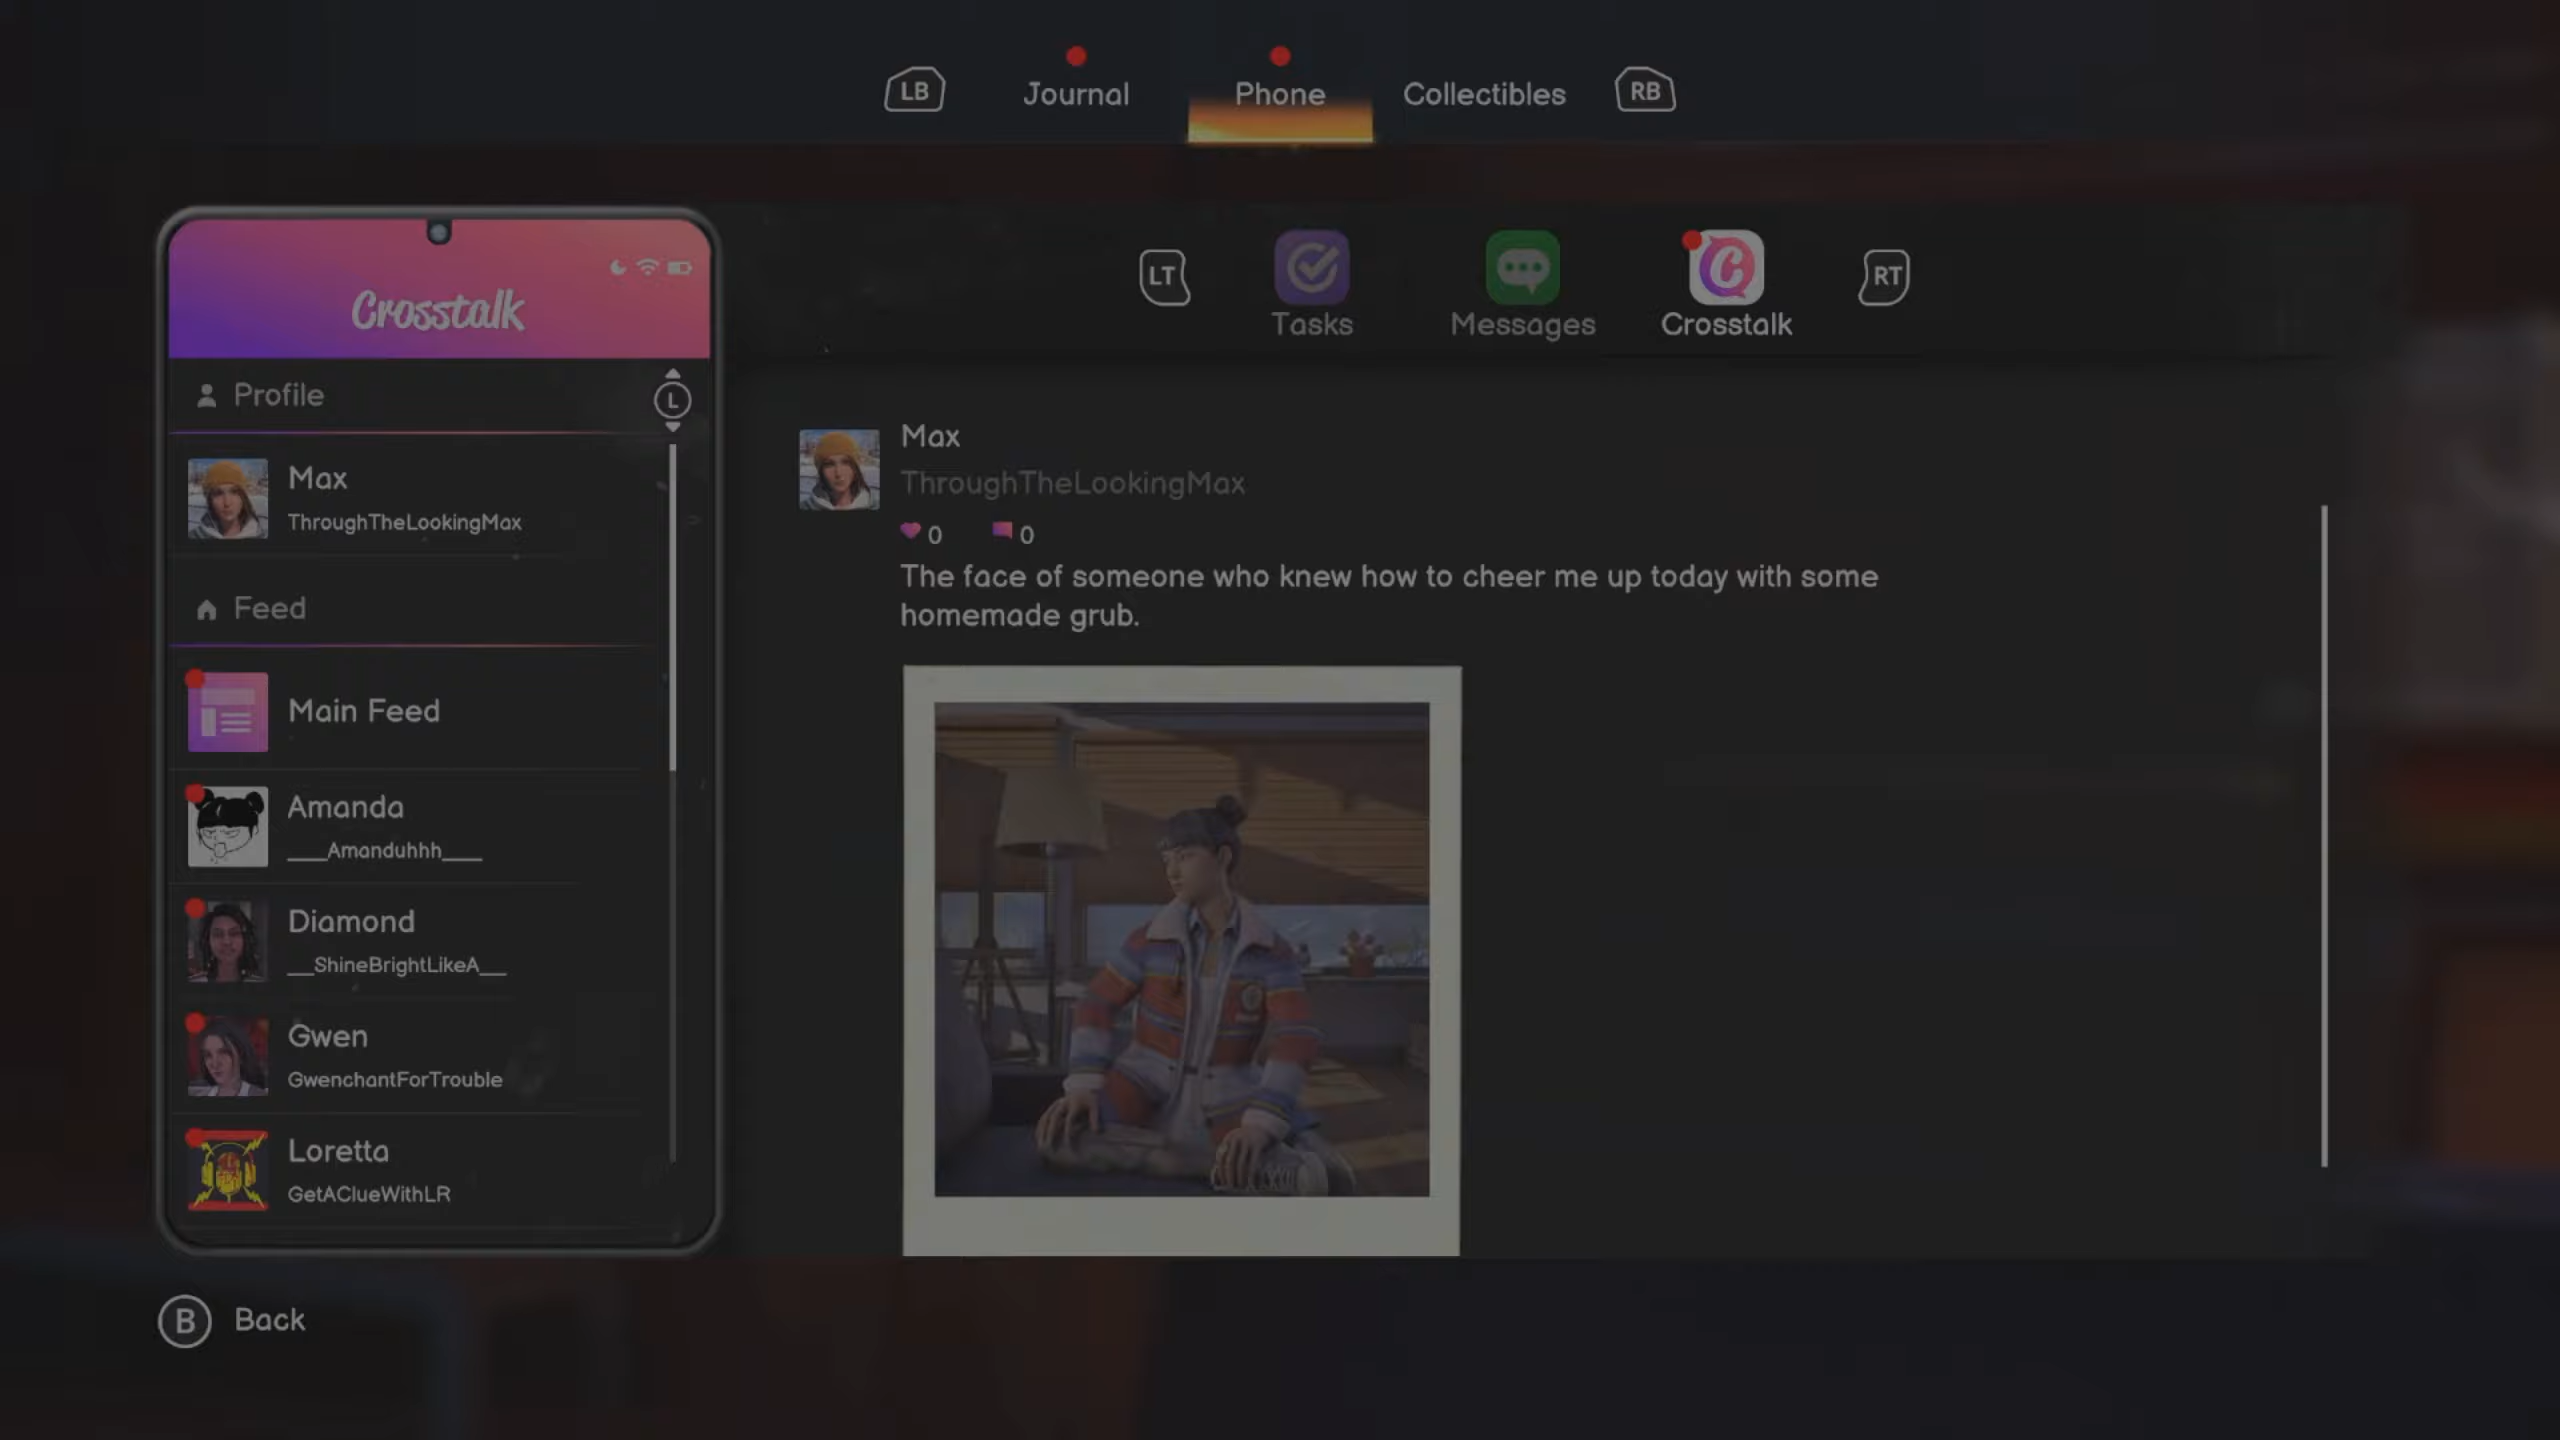 LB
Journal
Phone
Collectibles
RB
Crosstalk
LT
Tasks
Messages
Crosstalk
RT
Profile
L
Max
ThroughTheLookingMax
Feed
Main Feed
Amanda
___Amanduhhh___
Diamond
__ShineBrightLikeA__
Gwen
GwenchantForTrouble
Loretta
GetAClueWithLR
Max
ThroughTheLookingMax
0
0
The face of someone who knew how to cheer me up today with some
homemade grub.
B
Back